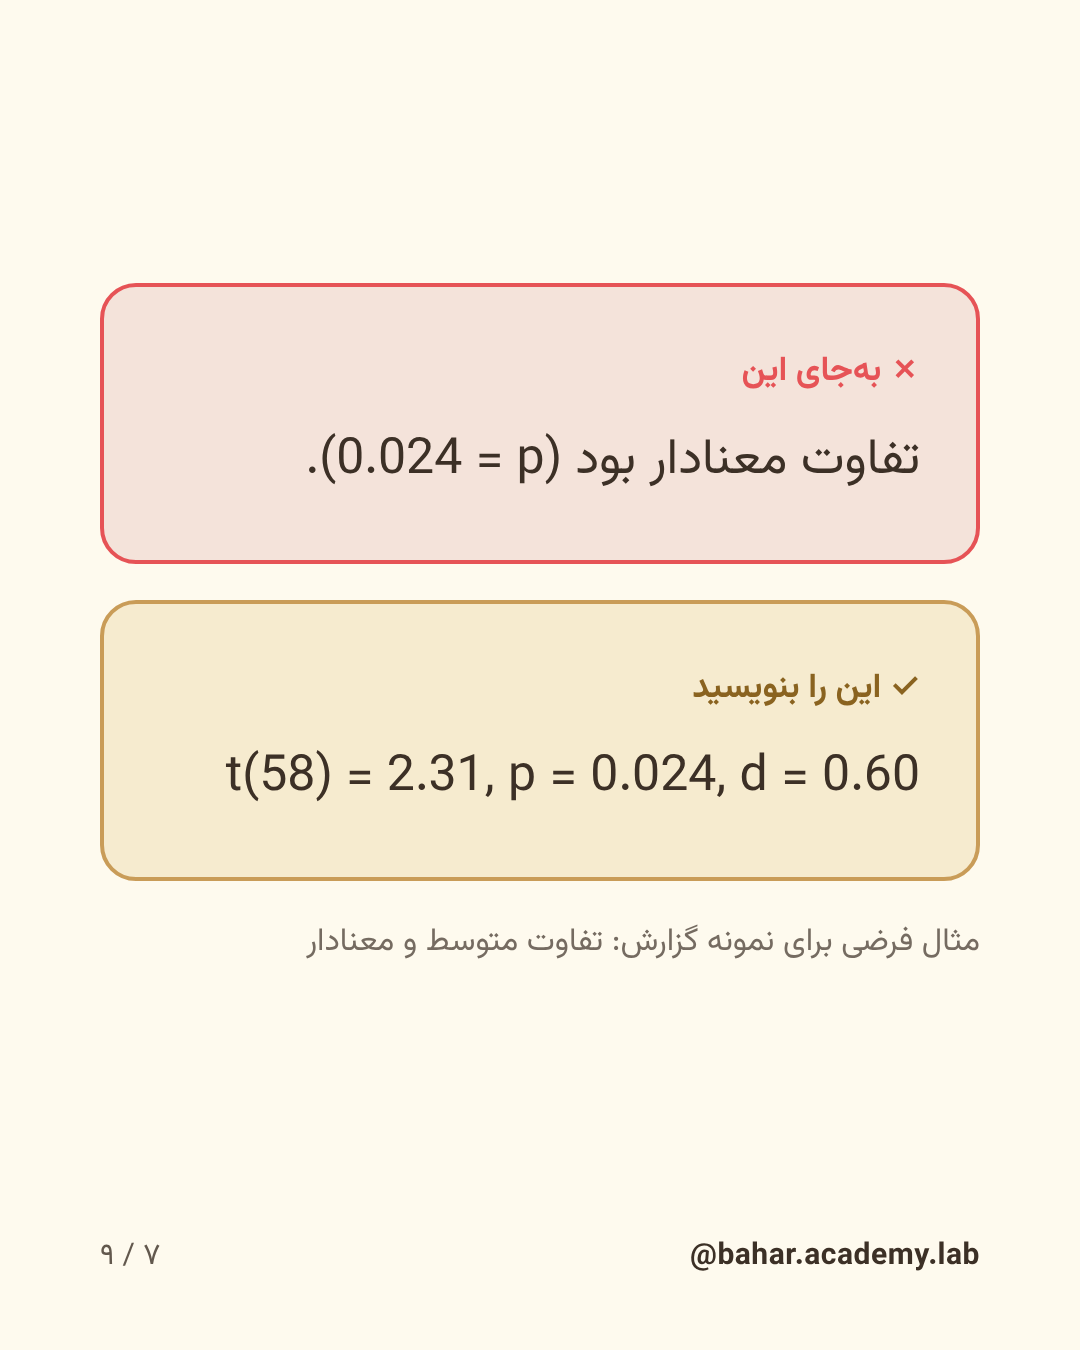 × به‌جای این
تفاوت معنادار بود (p = 0.024).
✓ این را بنویسید
t(58) = 2.31, p = 0.024, d = 0.60
مثال فرضی برای نمونه گزارش: تفاوت متوسط و معنادار
@bahar.academy.lab
۷ / ۹